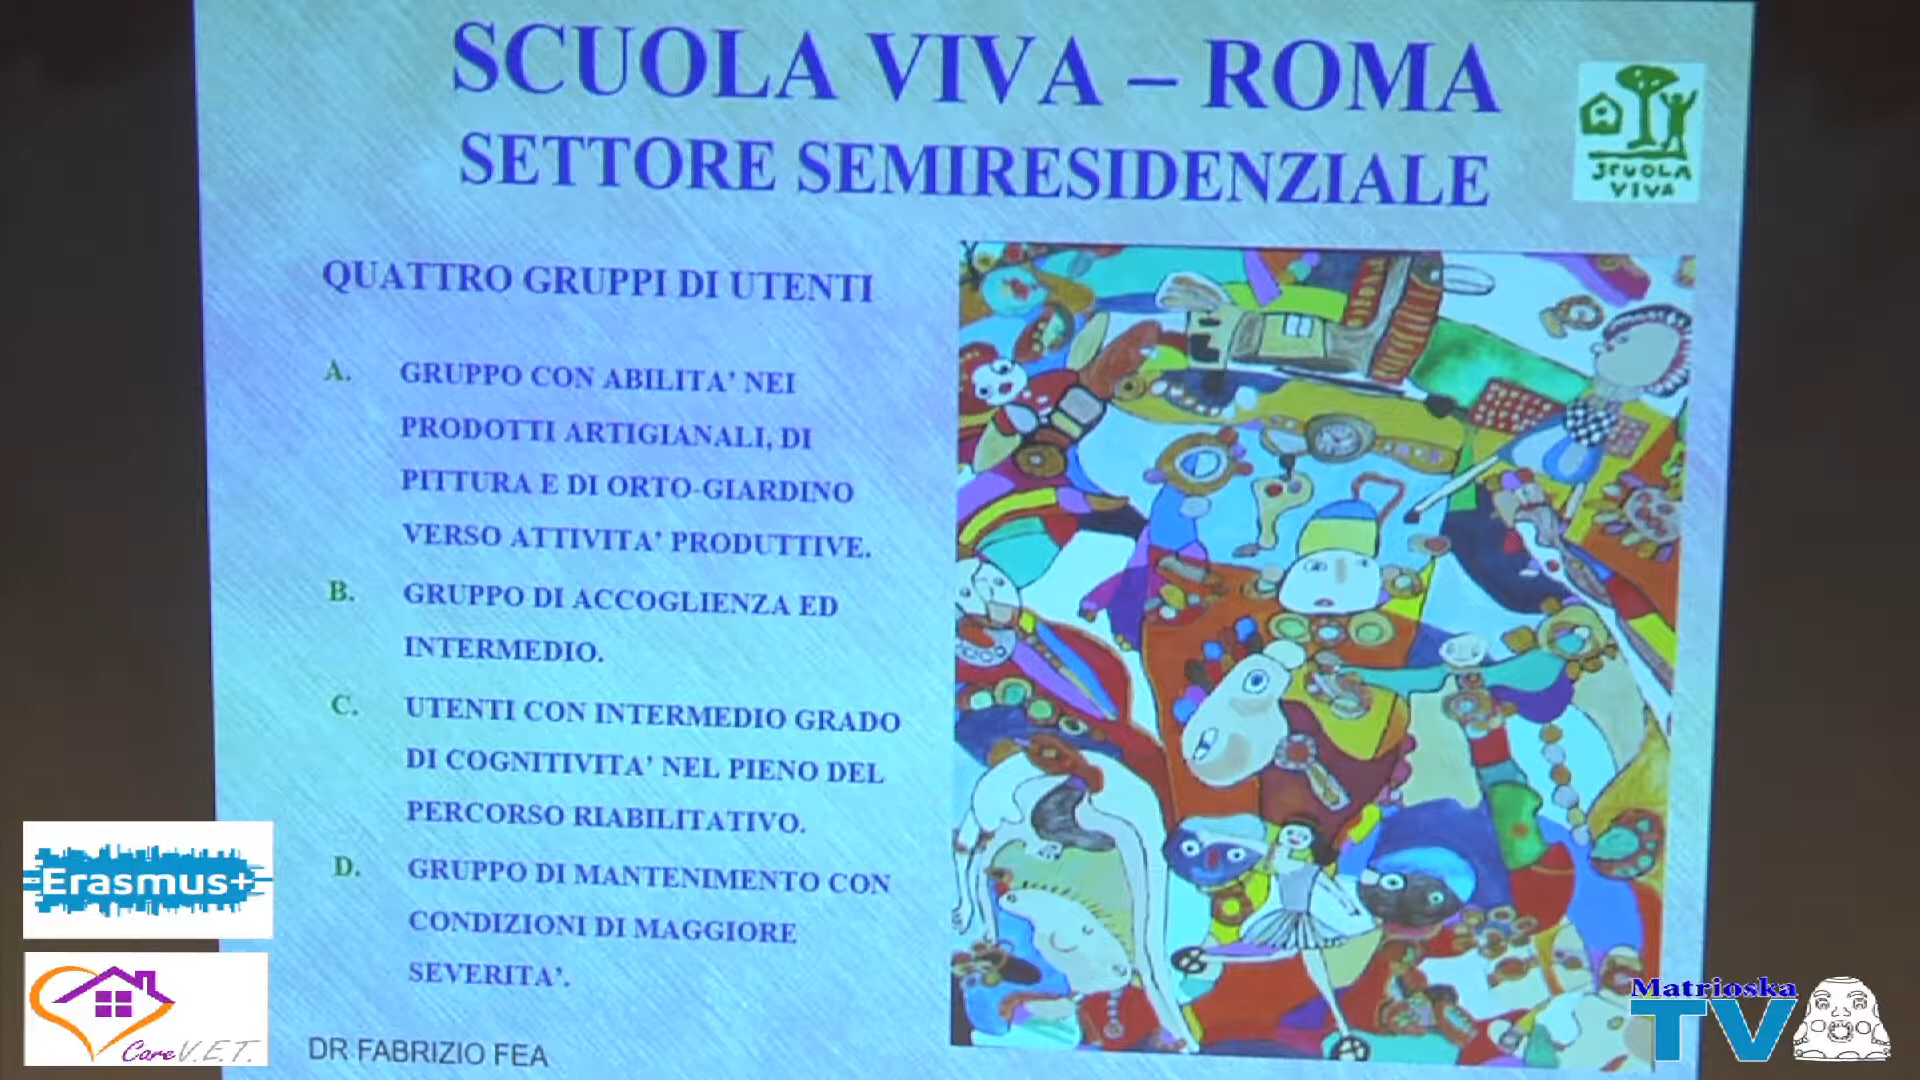 SCUOLA VIVA – ROMA
SETTORE SEMIRESIDENZIALE
SCUOLA
VIVA
QUATTRO GRUPPI DI UTENTI
A. GRUPPO CON ABILITA’ NEI
PRODOTTI ARTIGIANALI, DI
PITTURA E DI ORTO-GIARDINO
VERSO ATTIVITA’ PRODUTTIVE.
B. GRUPPO DI ACCOGLIENZA ED
INTERMEDIO.
C. UTENTI CON INTERMEDIO GRADO
DI COGNITIVITA’ NEL PIENO DEL
PERCORSO RIABILITATIVO.
D. GRUPPO DI MANTENIMENTO CON
CONDIZIONI DI MAGGIORE
SEVERITA’.
DR FABRIZIO FEA
Erasmus+
Care V.E.T.
Matrioska
TV